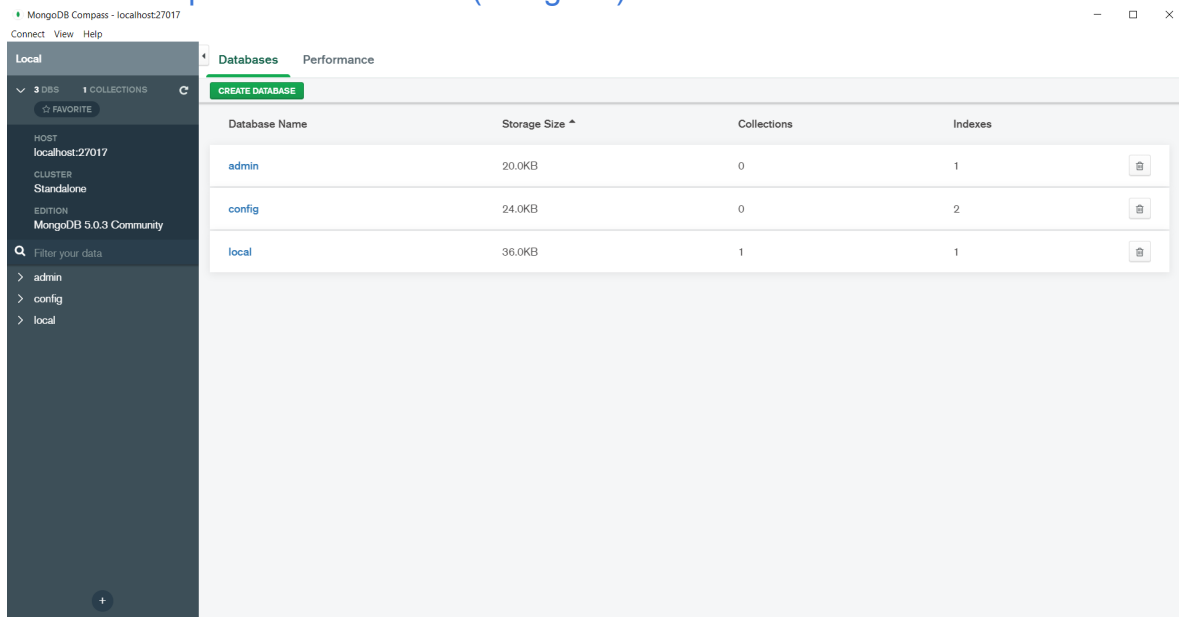 MongoDB Compass - localhost:27017
Connect View Help
Local
3 DBS 1 COLLECTIONS
FAVORITE
HOST
localhost:27017
CLUSTER
Standalone
EDITION
MongoDB 5.0.3 Community
Filter your data
admin
config
local
Databases Performance
CREATE DATABASE
Database Name Storage Size Collections Indexes
admin 20.0KB 0 1
config 24.0KB 0 2
local 36.0KB 1 1